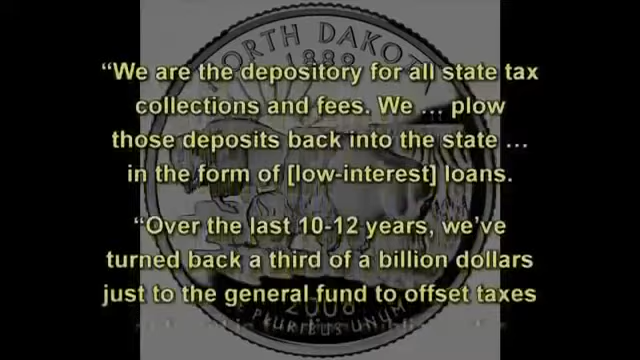 NORTH DAKOTA
1889
“We are the depository for all state tax
collections and fees. We … plow
those deposits back into the state …
in the form of [low-interest] loans.
“Over the last 10-12 years, we’ve
turned back a third of a billion dollars
just to the general fund to offset taxes
2006
E PLURIBUS UNUM